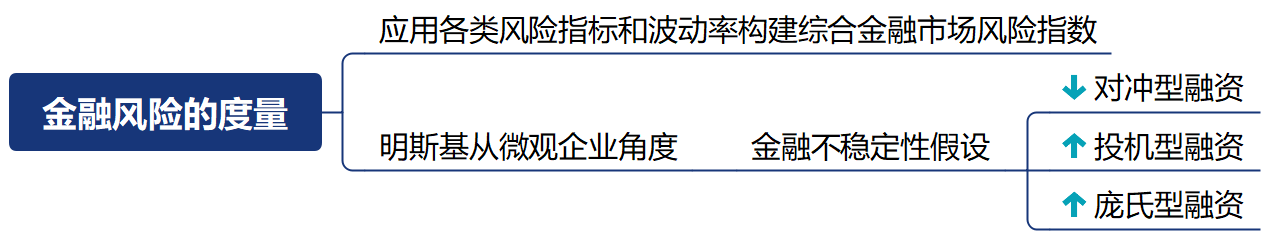 应用各类风险指标和波动率构建综合金融市场风险指数
金融风险的度量
明斯基从微观企业角度
金融不稳定性假设
对冲型融资
投机型融资
庞氏型融资